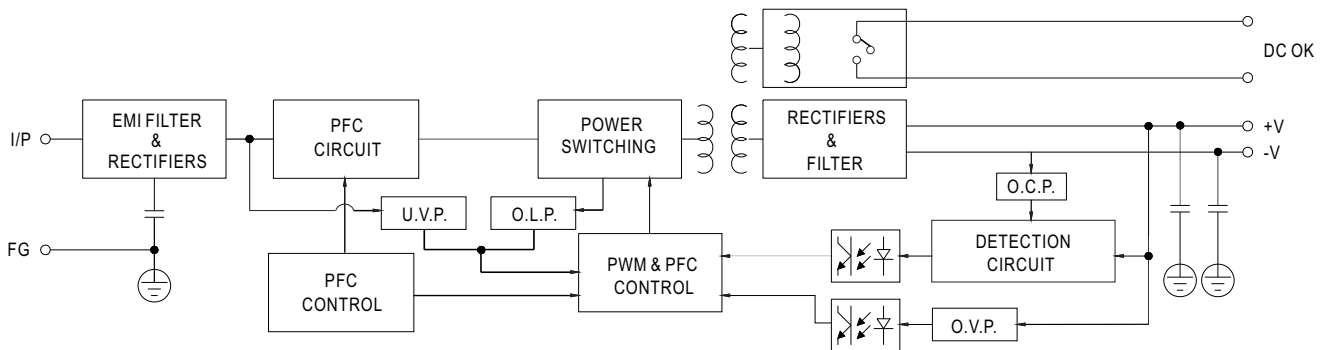 DC OK
I/P
EMI FILTER
&
RECTIFIERS
PFC
CIRCUIT
POWER
SWITCHING
RECTIFIERS
&
FILTER
+V
-V
U.V.P.
O.L.P.
O.C.P.
FG
PFC
CONTROL
PWM & PFC
CONTROL
DETECTION
CIRCUIT
O.V.P.